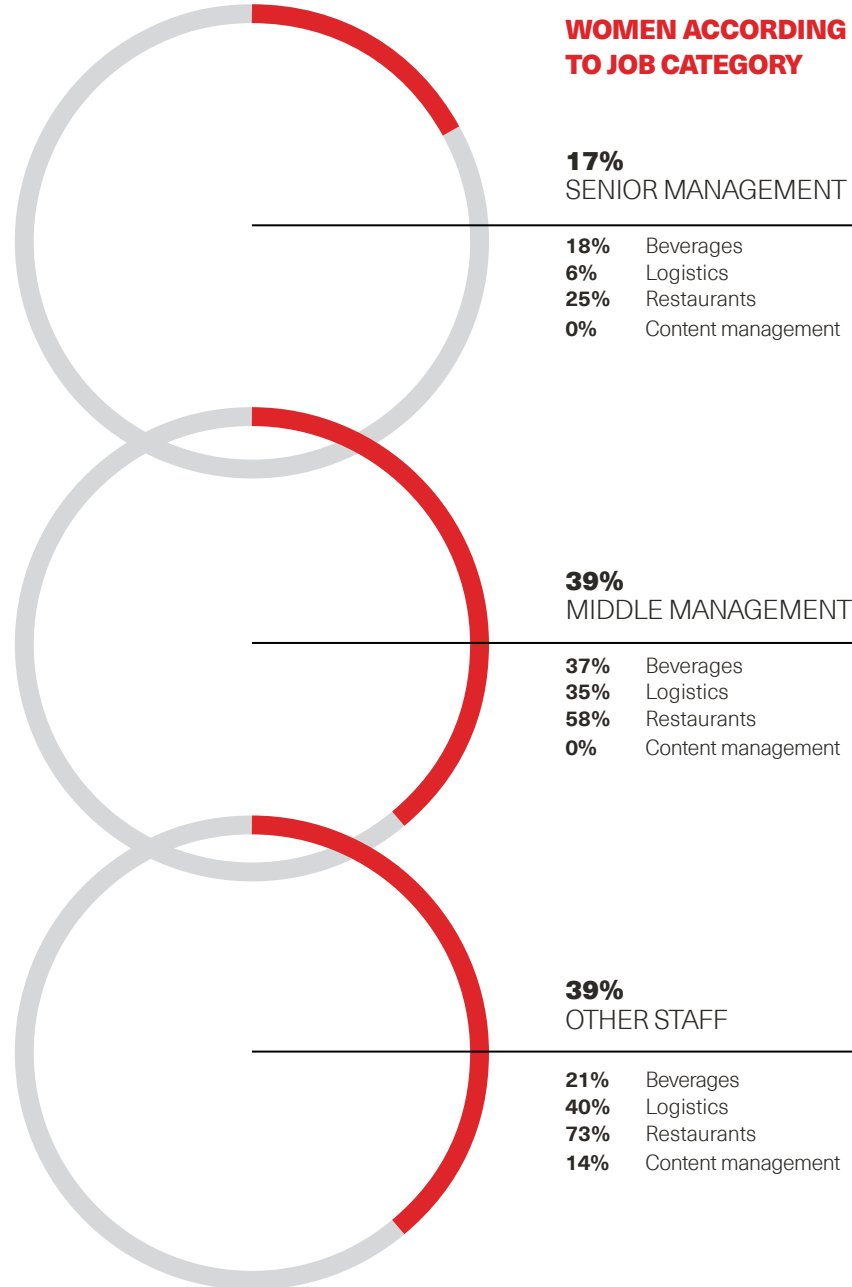 WOMEN ACCORDING
TO JOB CATEGORY
17%
SENIOR MANAGEMENT
18% Beverages
6% Logistics
25% Restaurants
0% Content management
39%
MIDDLE MANAGEMENT
37% Beverages
35% Logistics
58% Restaurants
0% Content management
39%
OTHER STAFF
21% Beverages
40% Logistics
73% Restaurants
14% Content management